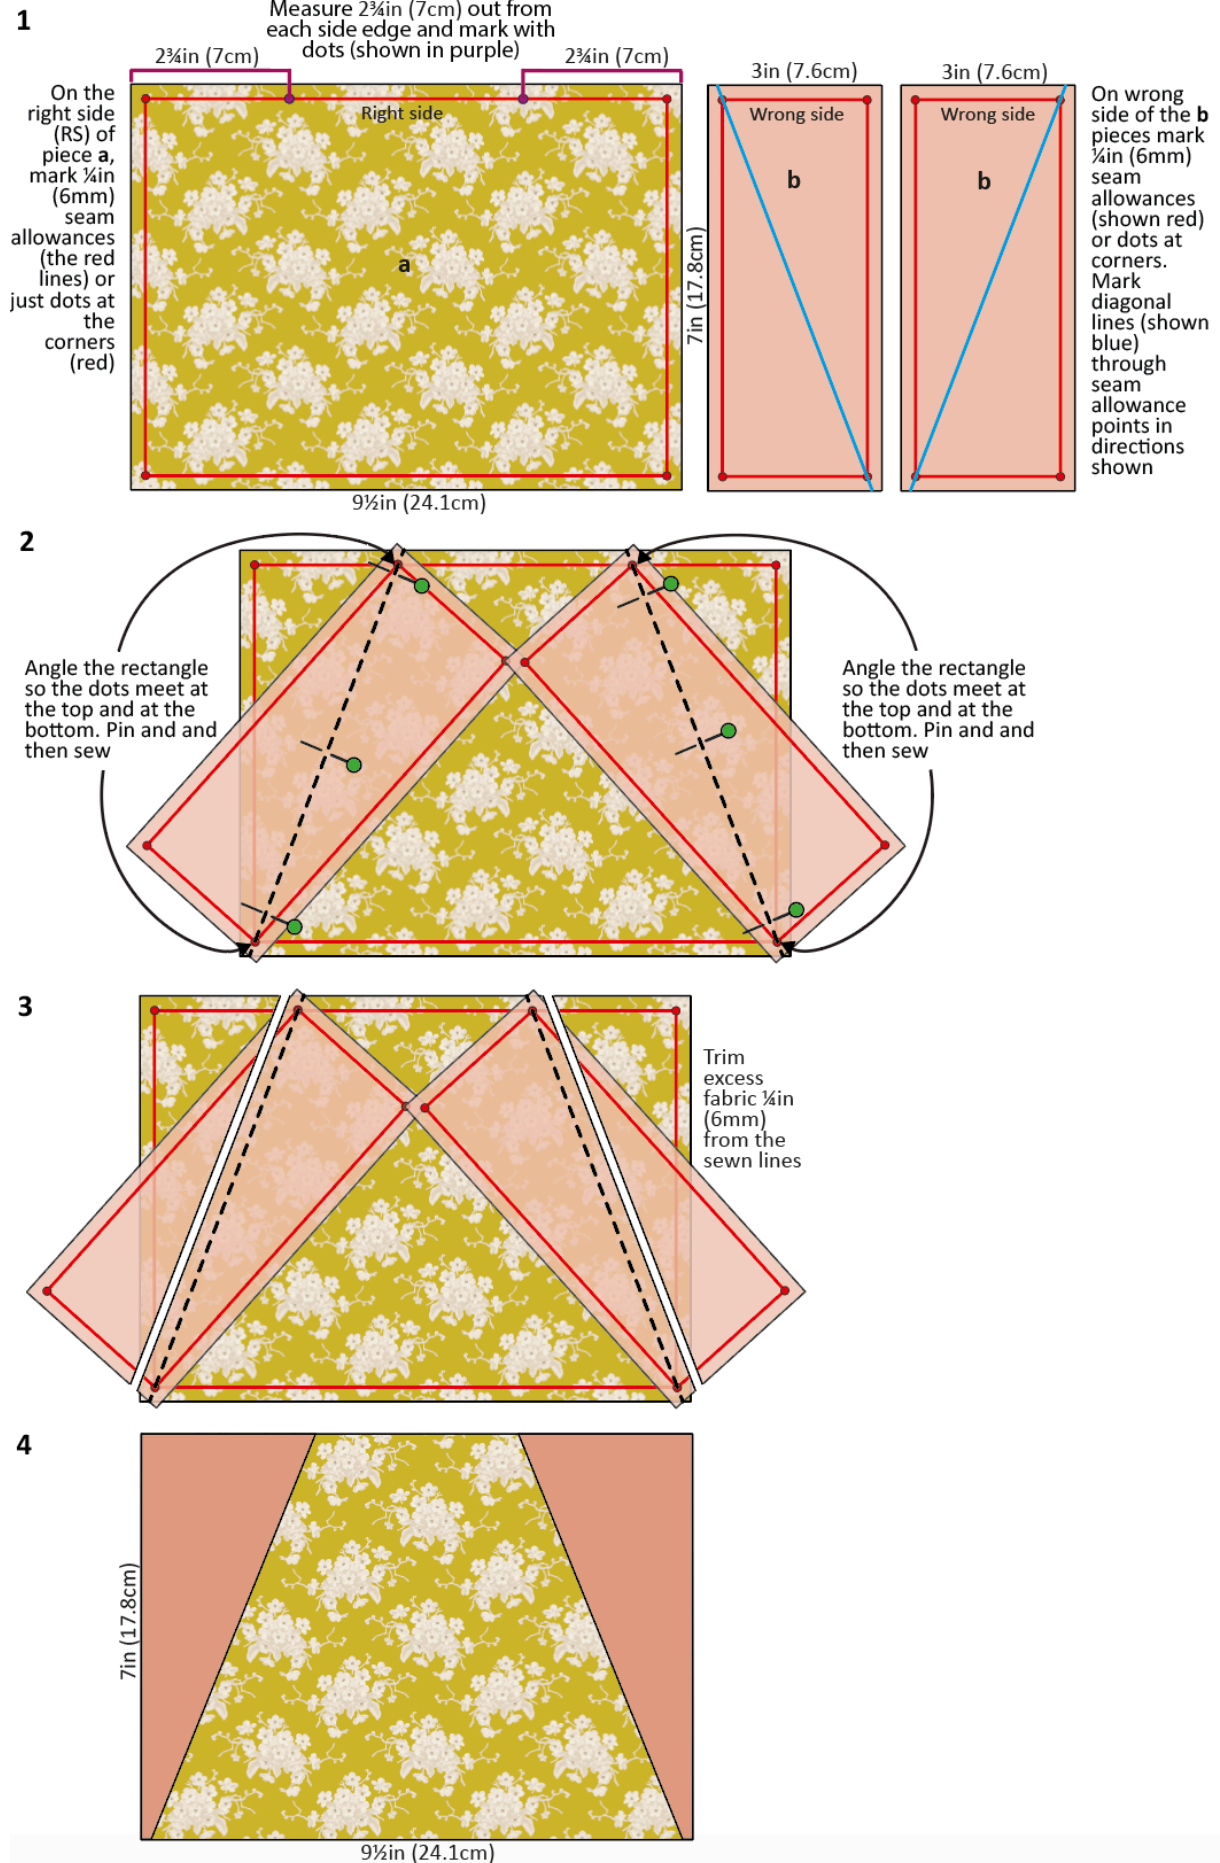 1
Measure 2¾in (7cm) out from
each side edge and mark with
dots (shown in purple)
2¾in (7cm)
2¾in (7cm)
On the
right side
(RS) of
piece a,
mark ¼in
(6mm)
seam
allowances
(the red
lines) or
just dots at
the
corners
(red)
Right side
a
9½in (24.1cm)
7in (17.8cm)
3in (7.6cm)
Wrong side
b
3in (7.6cm)
Wrong side
b
On wrong
side of the b
pieces mark
¼in (6mm)
seam
allowances
(shown red)
or dots at
corners.
Mark
diagonal
lines (shown
blue)
through
seam
allowance
points in
directions
shown
2
Angle the rectangle
so the dots meet at
the top and at the
bottom. Pin and and
then sew
Angle the rectangle
so the dots meet at
the top and at the
bottom. Pin and and
then sew
3
Trim
excess
fabric ¼in
(6mm)
from the
sewn lines
4
7in (17.8cm)
9½in (24.1cm)